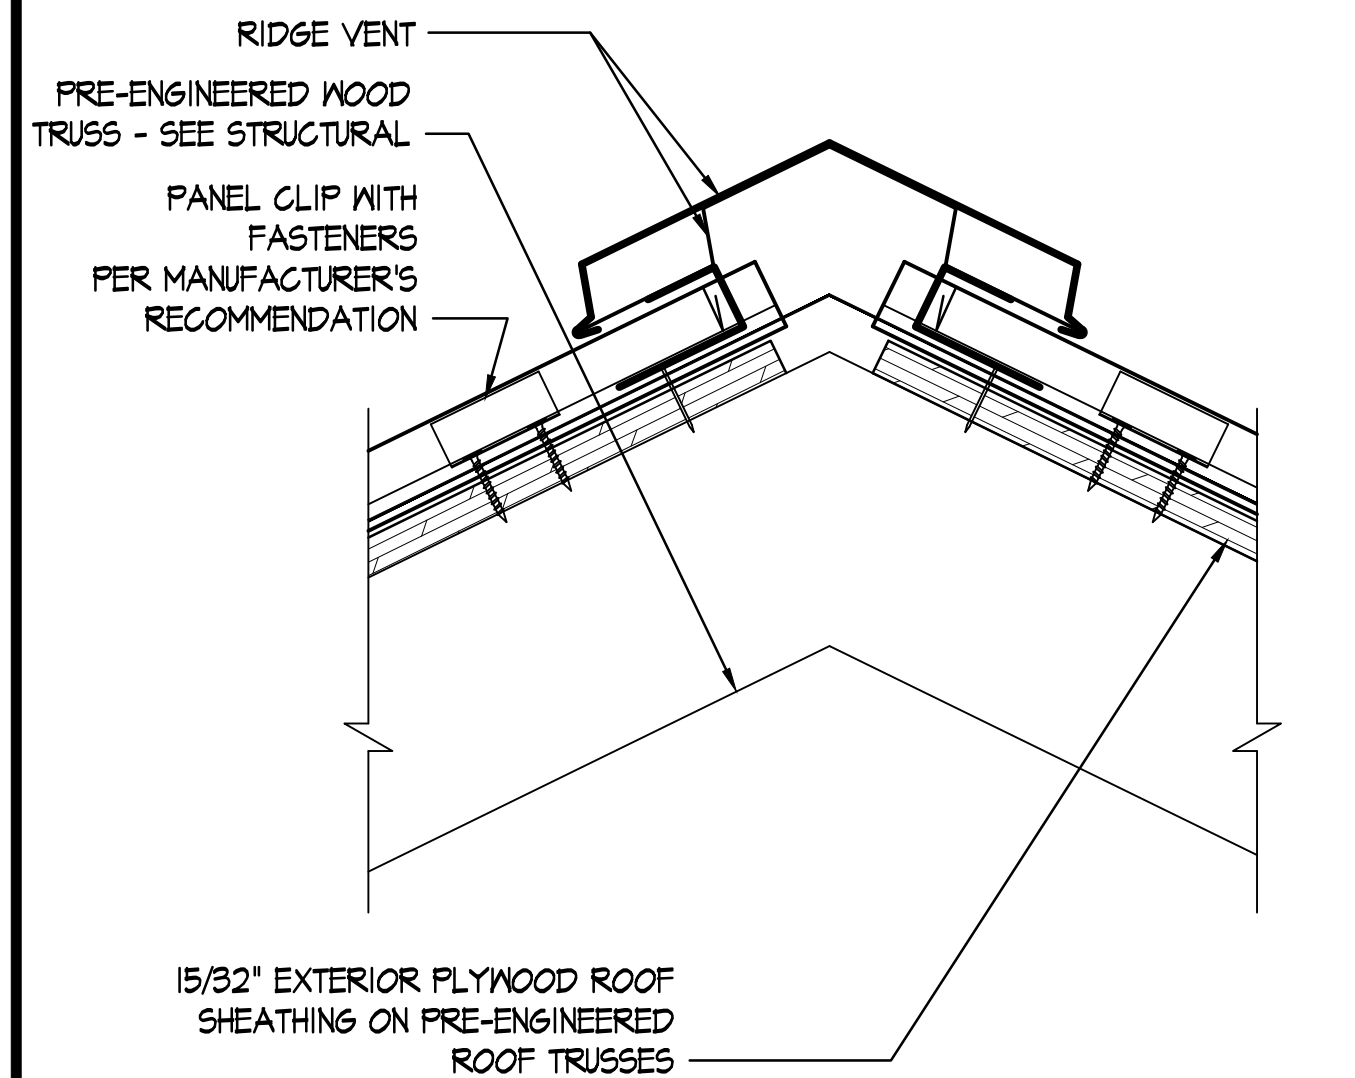 RIDGE VENT
PRE-ENGINEERED WOOD
TRUSS - SEE STRUCTURAL
PANEL CLIP WITH
FASTENERS
PER MANUFACTURER'S
RECOMMENDATION
15/32" EXTERIOR PLYWOOD ROOF
SHEATHING ON PRE-ENGINEERED
ROOF TRUSSES